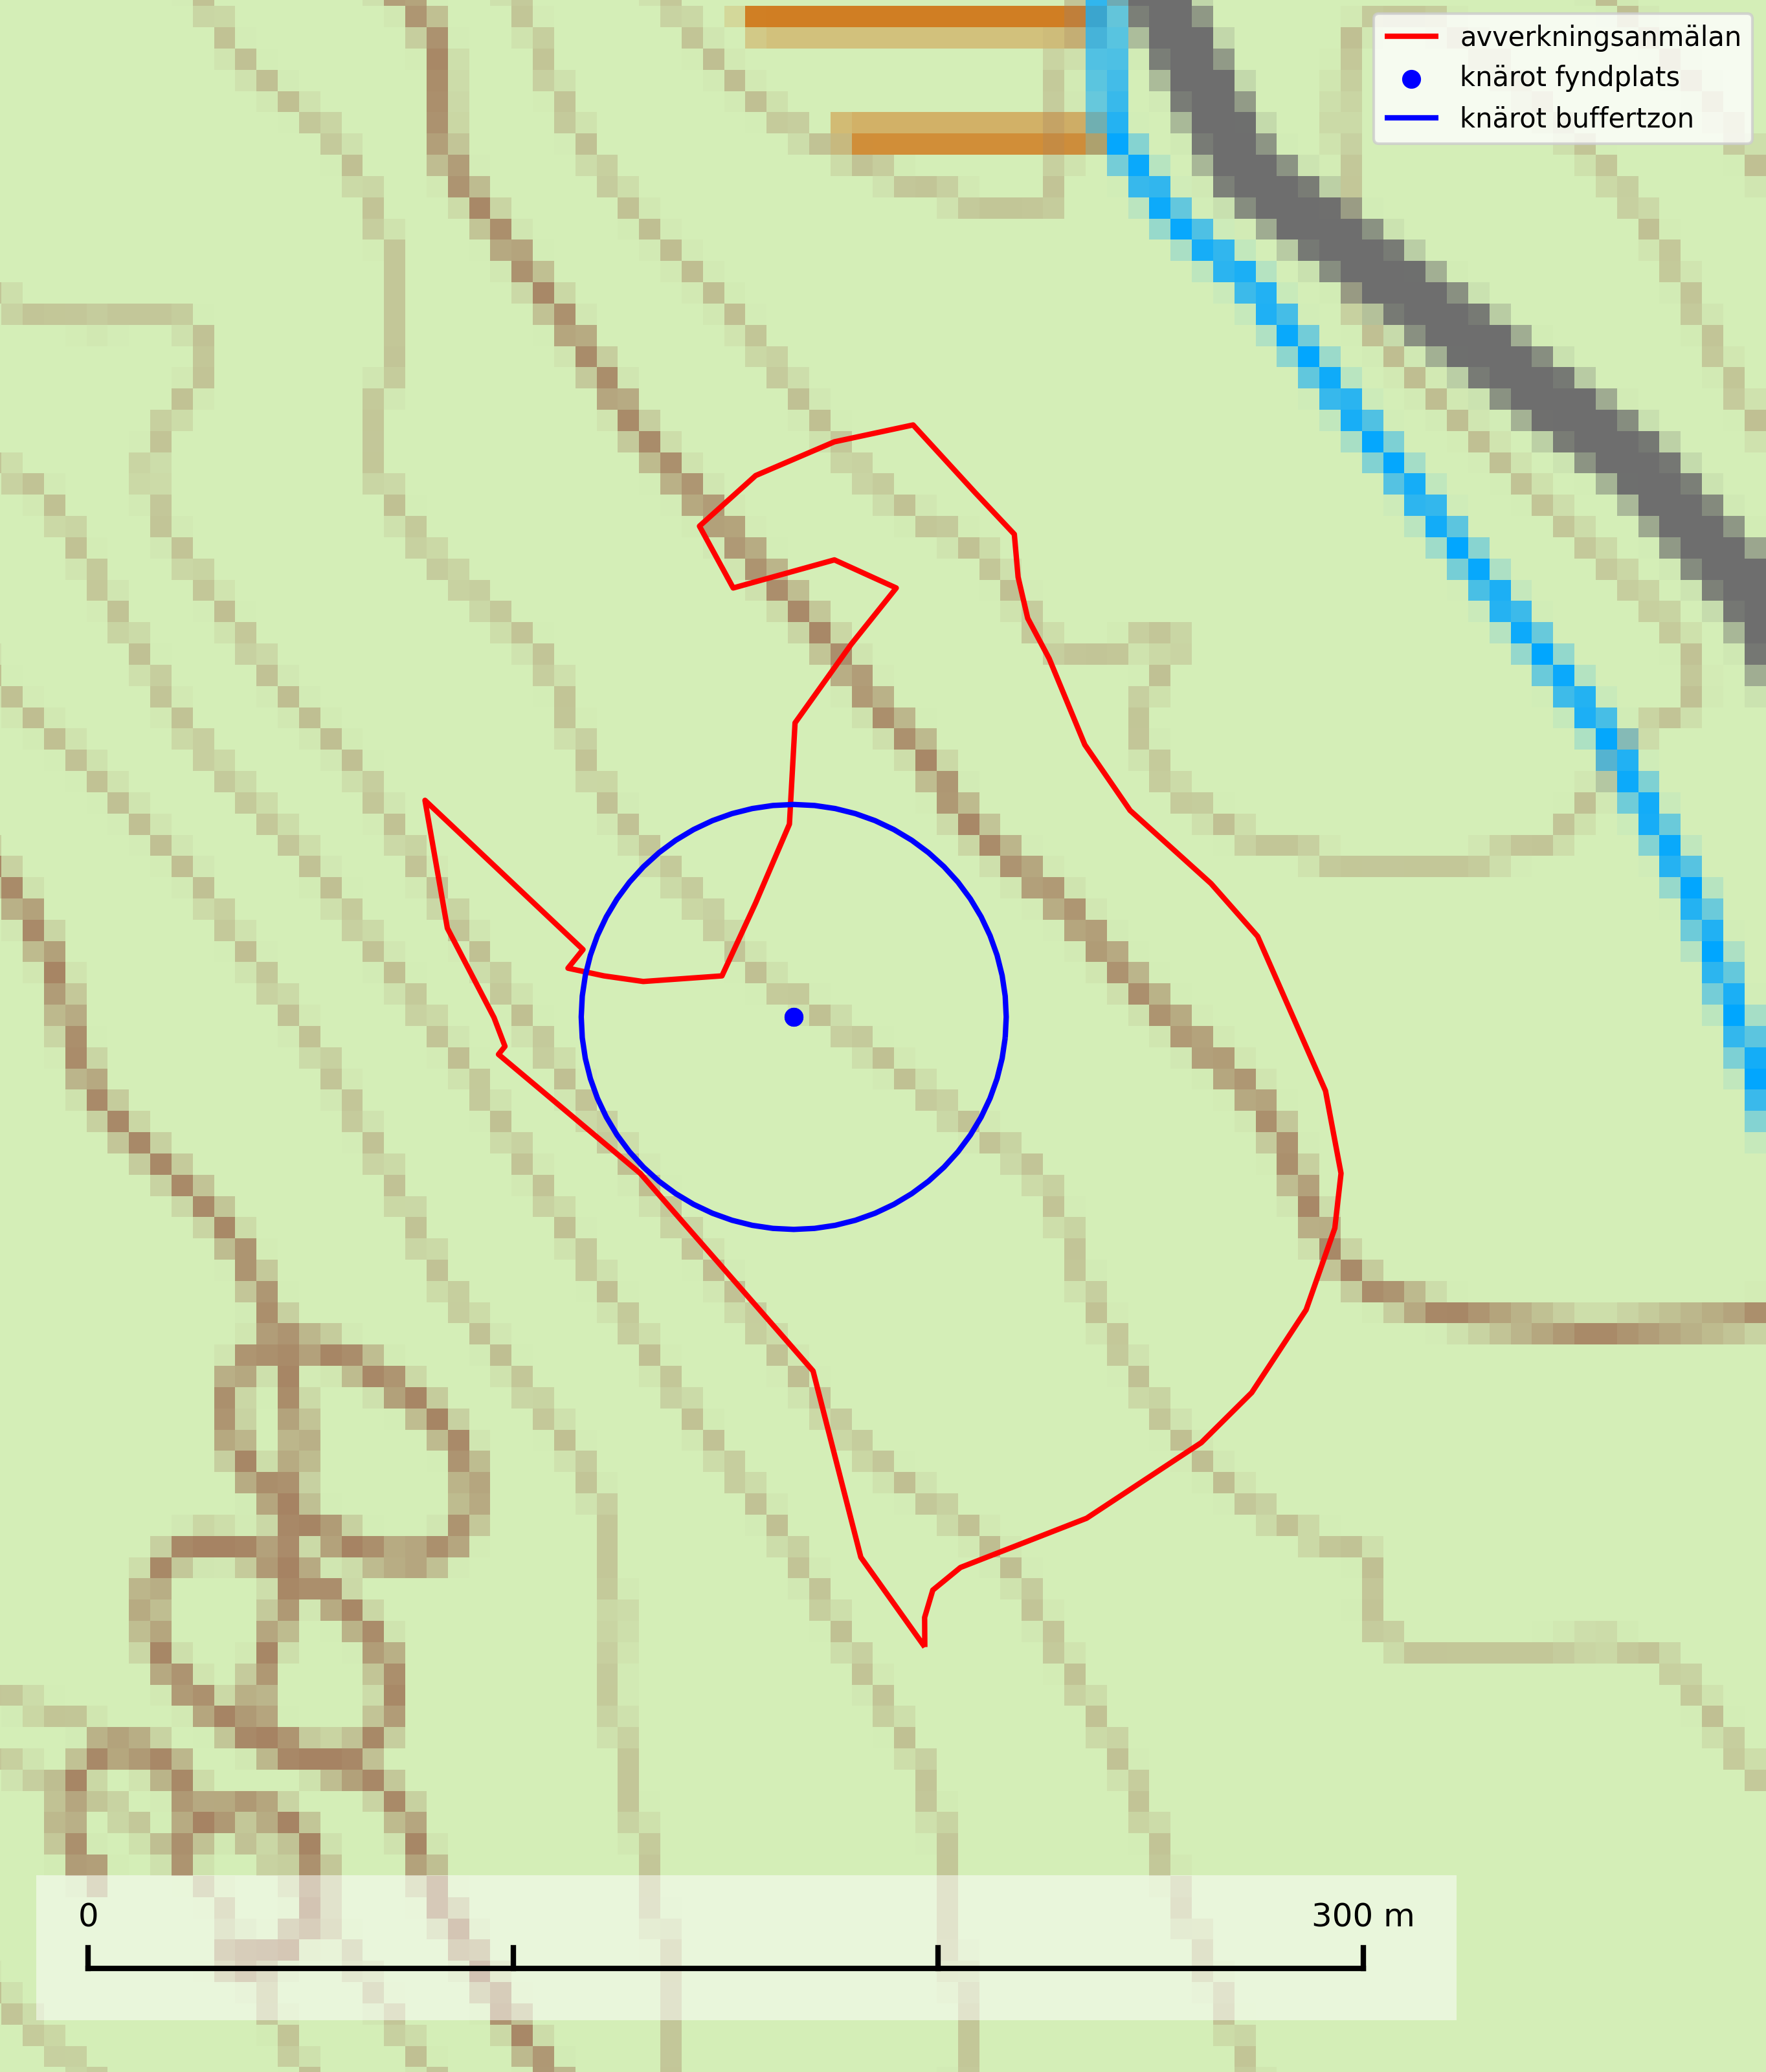 avverkningsanmälan
knärot fyndplats
knärot buffertzon
0 300 m